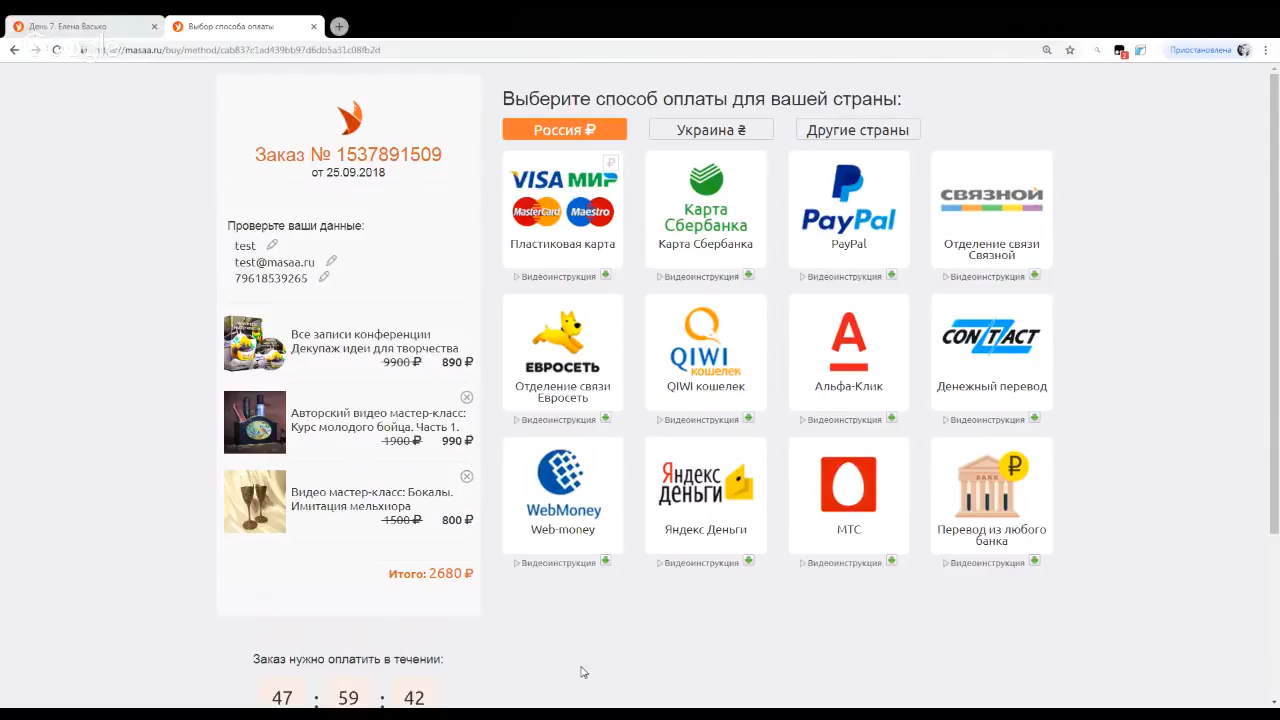 День 7. Елена Васько
Выбор способа оплаты
masaa.ru/buy/method/cab837c1ad439bb97d6db5a31c08fb2d
2
Приостановлена
Заказ № 1537891509
от 25.09.2018
Проверьте ваши данные:
test
test@masaa.ru
79618539265
Все записи конференции
Декупаж идеи для творчества
9900 ₽ 890 ₽
Авторский видео мастер-класс:
Курс молодого бойца. Часть 1.
1900 ₽ 990 ₽
Видео мастер-класс: Бокалы.
Имитация мельхиора
1500 ₽ 800 ₽
Итого: 2680 ₽
Заказ нужно оплатить в течении:
47 : 59 : 42
Выберите способ оплаты для вашей страны:
Россия ₽
Украина ₴
Другие страны
₽
VISA МИР
MasterCard Maestro
Пластиковая карта
Видеоинструкция
Карта
Сбербанка
Карта Сбербанка
Видеоинструкция
PayPal
PayPal
Видеоинструкция
СВЯЗНОЙ
Отделение связи
Связной
Видеоинструкция
ЕВРОСЕТЬ
Отделение связи
Евросеть
Видеоинструкция
QIWI
кошелек
QIWI кошелек
Видеоинструкция
А
Альфа-Клик
Видеоинструкция
CONTACT
Денежный перевод
Видеоинструкция
WebMoney
Web-money
Видеоинструкция
Яндекс
деньги
Яндекс Деньги
Видеоинструкция
МТС
Видеоинструкция
₽
BANK
Перевод из любого
банка
Видеоинструкция